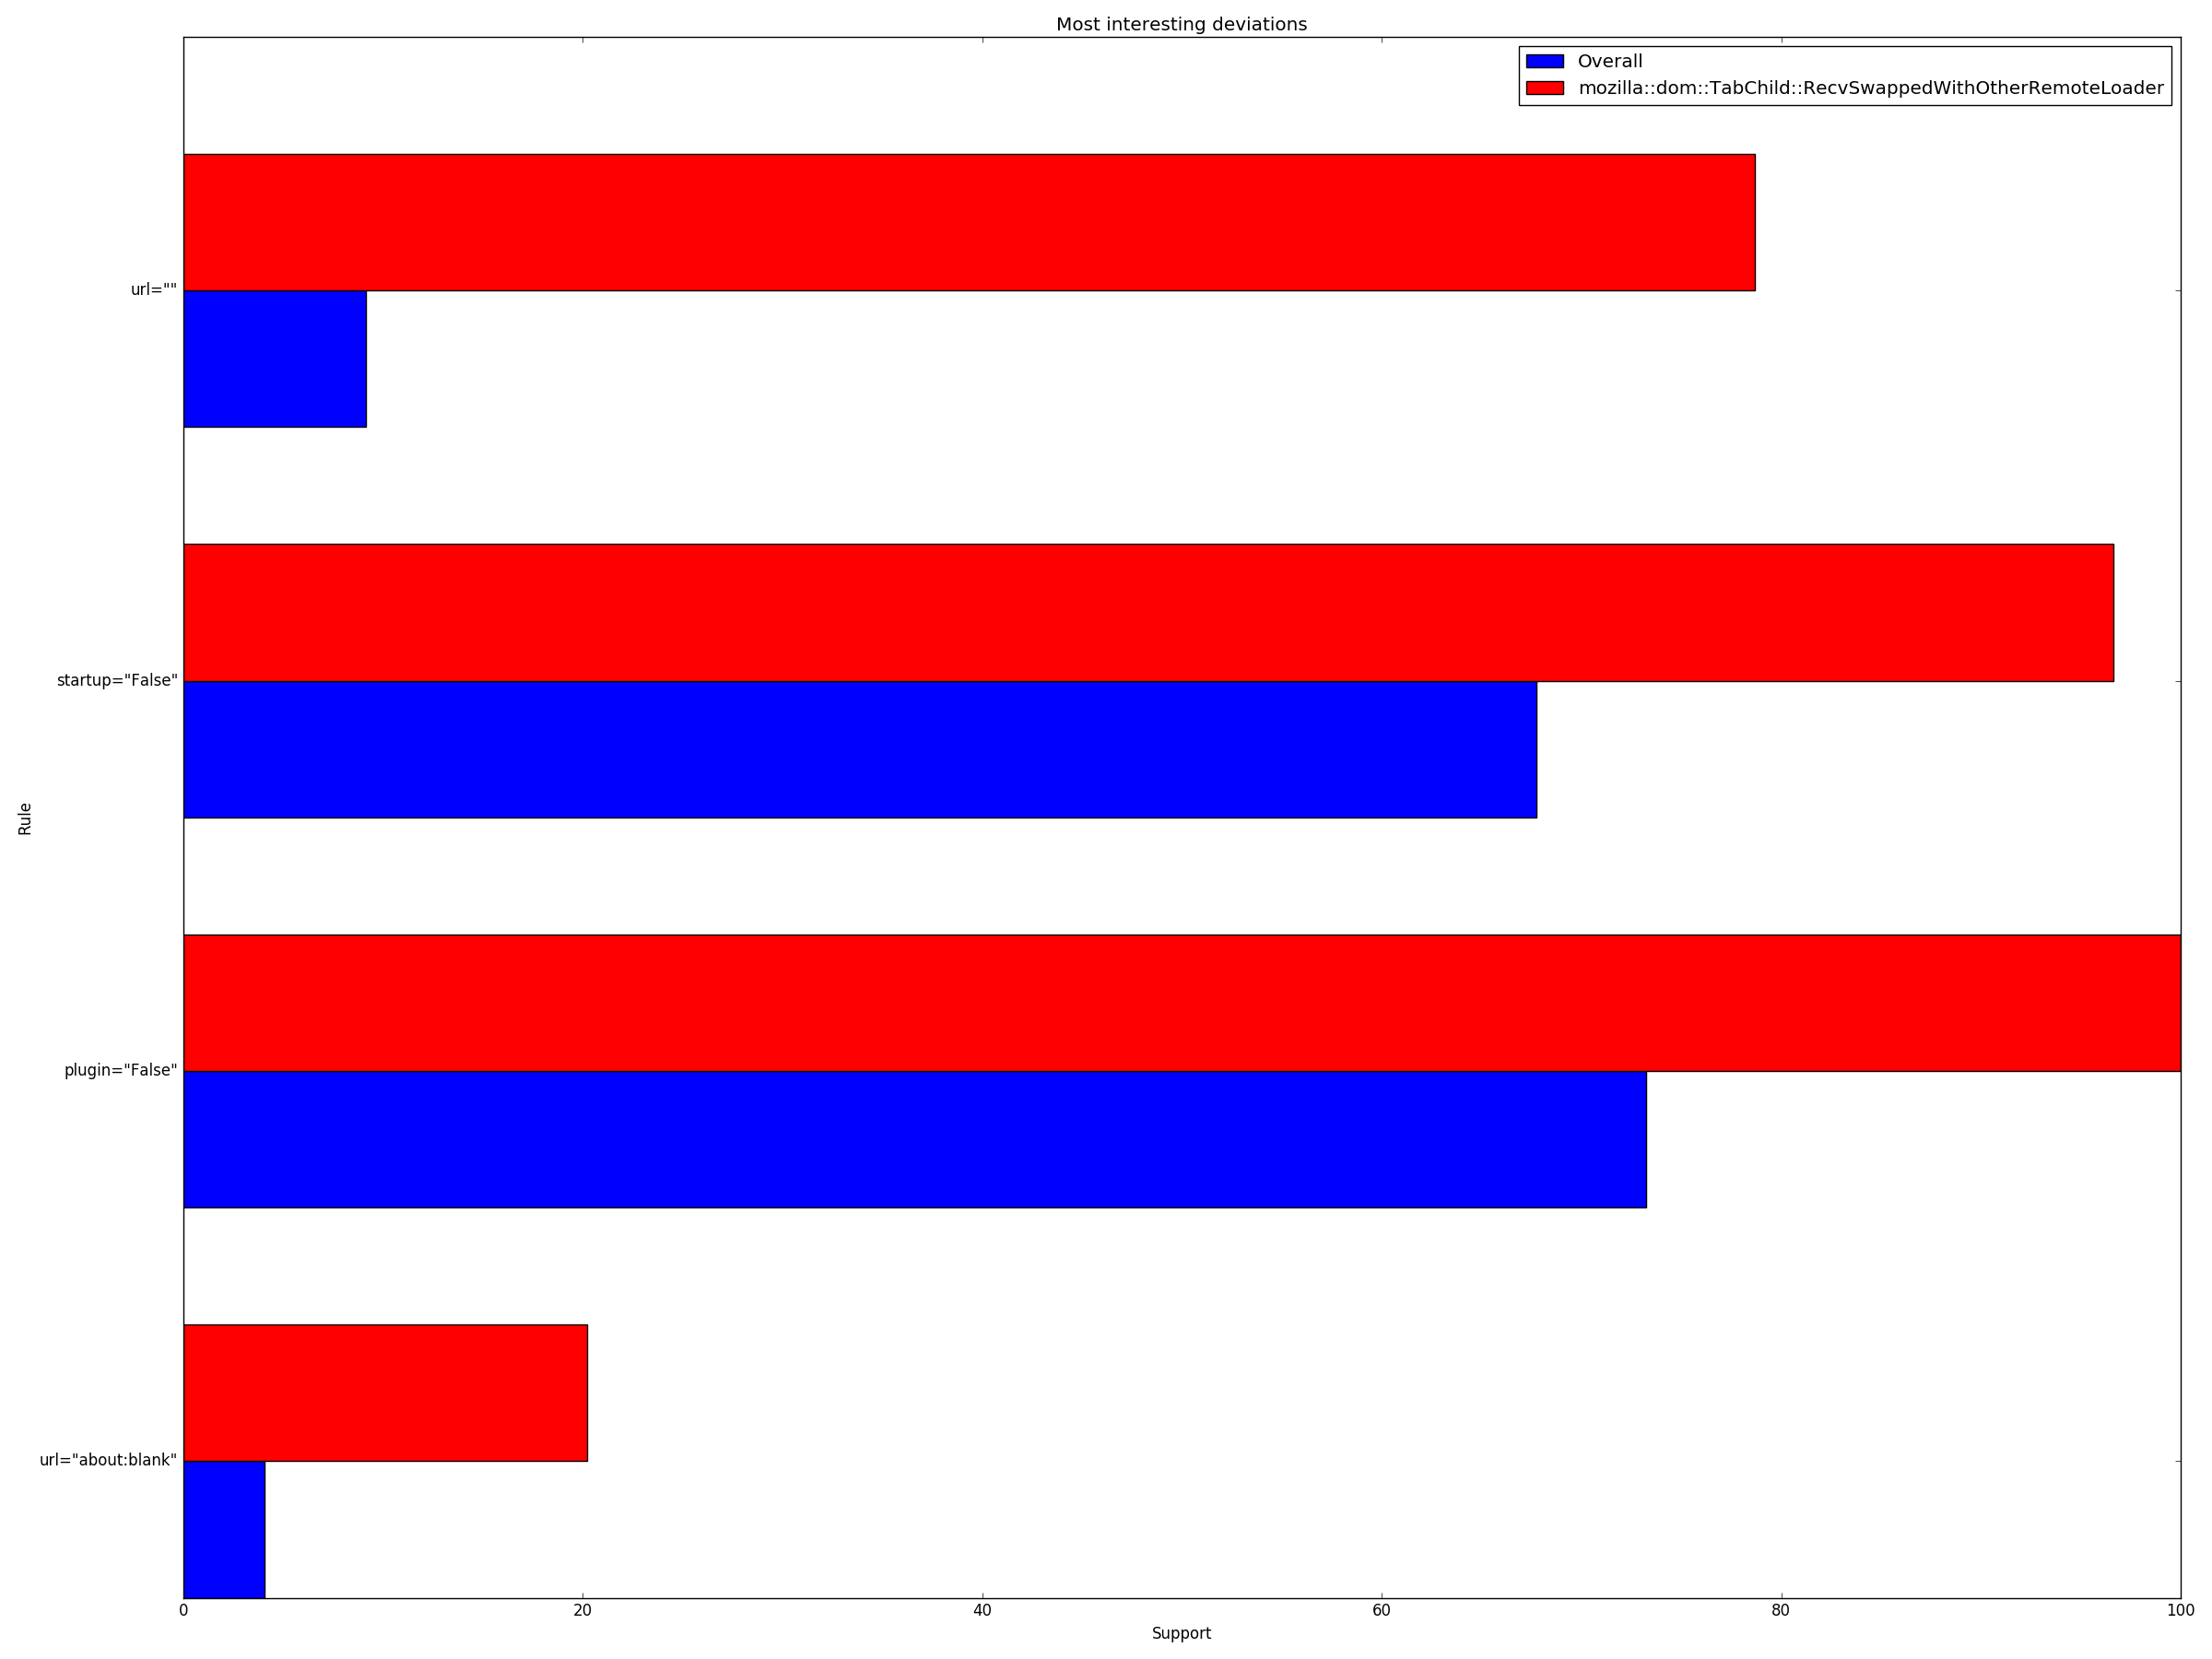 Most interesting deviations
Overall
mozilla::dom::TabChild::RecvSwappedWithOtherRemoteLoader
url=""
startup="False"
Rule
plugin="False"
url="about:blank"
0 20 40 60 80 100
Support